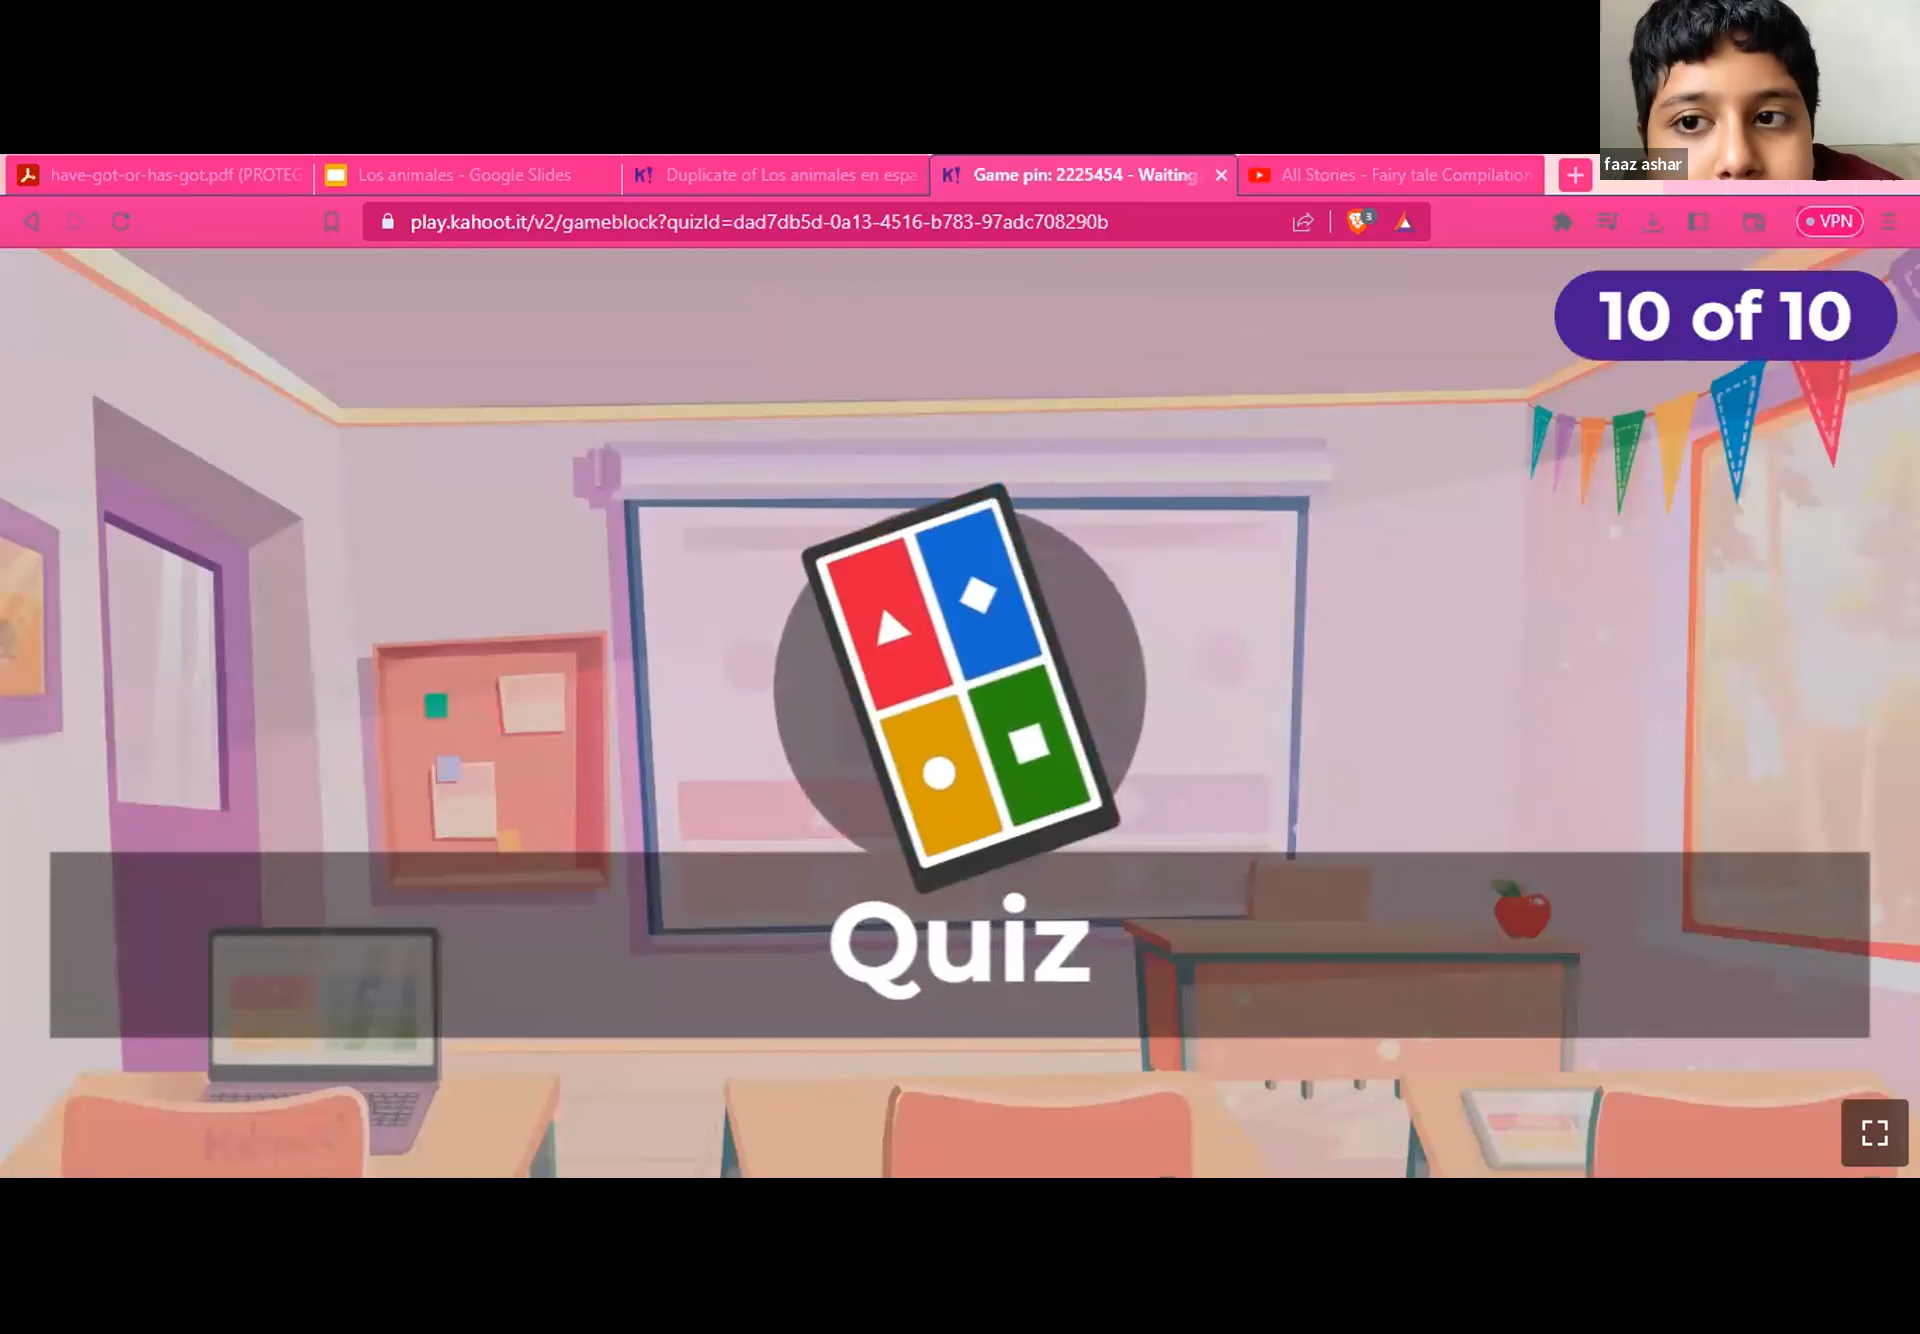 faaz ashar
have-got-or-has-got.pdf (PROTEG
Los animales - Google Slides
K! Duplicate of Los animales en espa
K! Game pin: 2225454 - Waiting
All Stories - Fairy tale Compilation
play.kahoot.it/v2/gameblock?quizId=dad7db5d-0a13-4516-b783-97adc708290b
3
VPN
10 of 10
Quiz